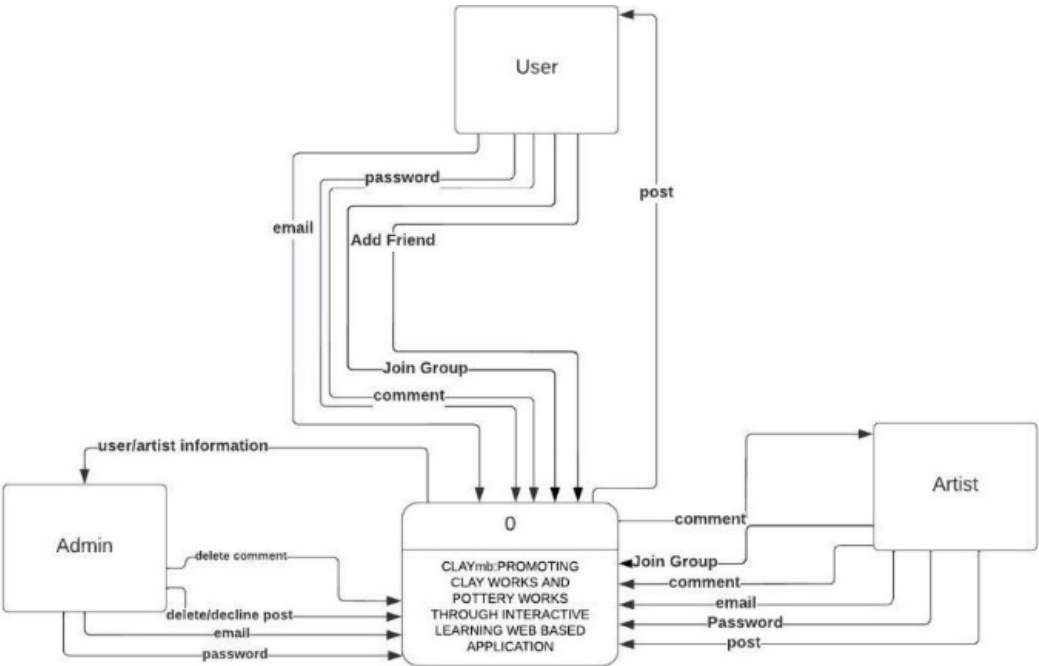 User
password
post
email
Add Friend
Join Group
comment
user/artist information
Artist
0
comment
Admin
delete comment
Join Group
CLAYmb:PROMOTING
CLAY WORKS AND
POTTERY WORKS
THROUGH INTERACTIVE
LEARNING WEB BASED
APPLICATION
comment
email
delete/decline post
Password
email
post
password